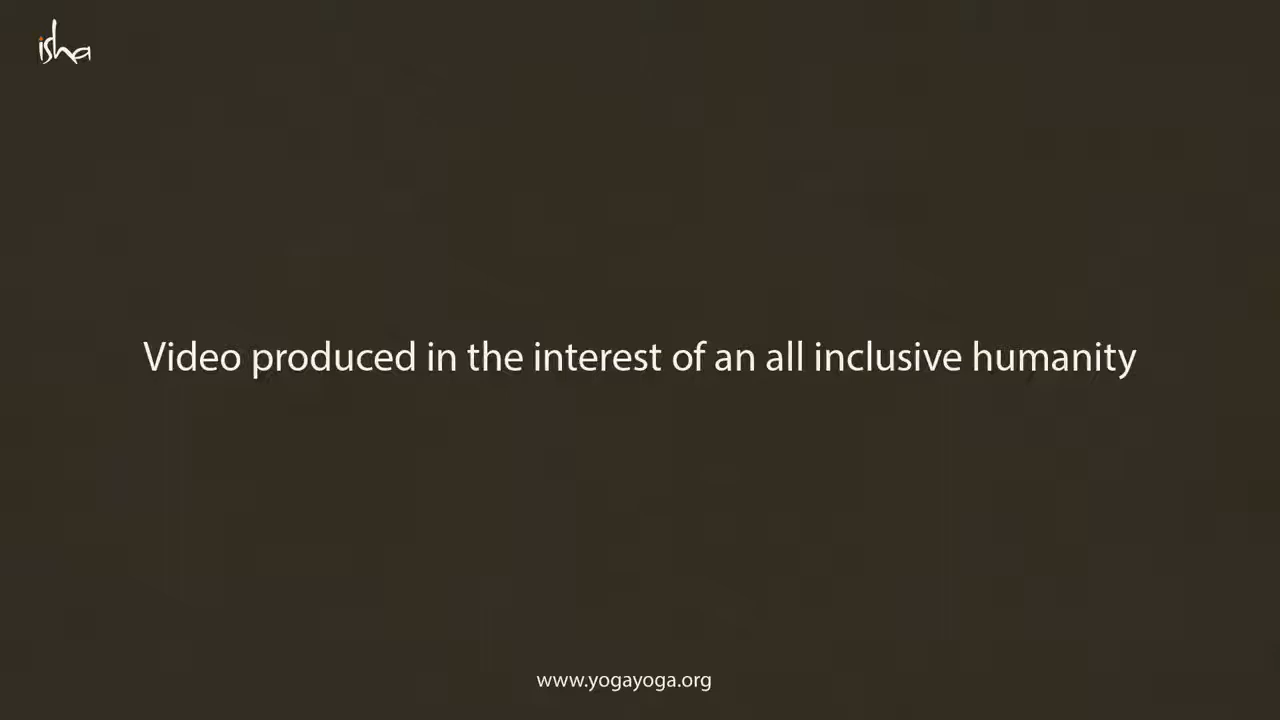 isha
Video produced in the interest of an all inclusive humanity
www.yogayoga.org